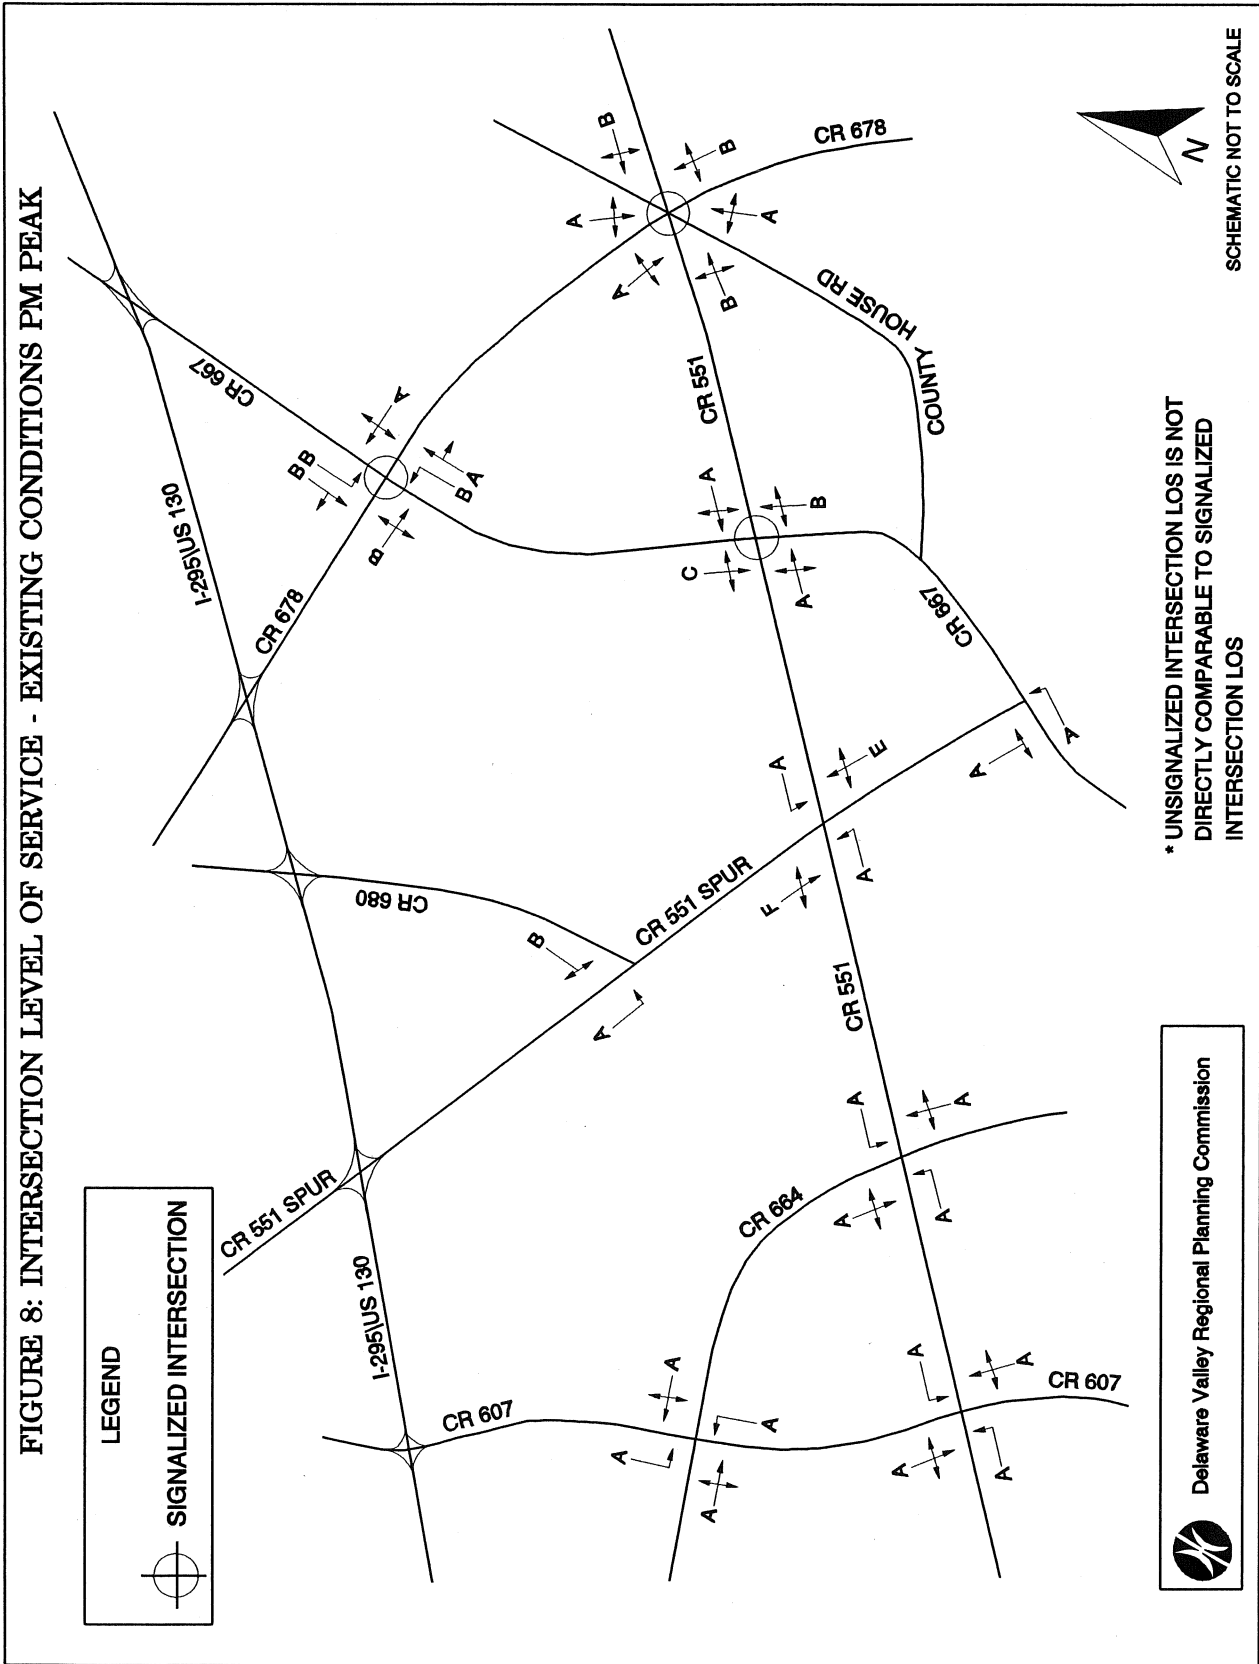 FIGURE 8: INTERSECTION LEVEL OF SERVICE - EXISTING CONDITIONS PM PEAK
LEGEND
SIGNALIZED INTERSECTION
CR 551 SPUR
I-295\US 130
CR 607
CR 680
CR 678
I-295\US 130
CR 667
B B
A
B
B A
A
B
A
B
A
B
CR 678
COUNTY HOUSE RD
CR 551
A
C
B
A
CR 667
A
A
A
E
F
A
CR 551 SPUR
B
A
CR 551
A
A
A
A
CR 664
A
A
A
A
A
A
A
A
CR 607
N
SCHEMATIC NOT TO SCALE
* UNSIGNALIZED INTERSECTION LOS IS NOT
DIRECTLY COMPARABLE TO SIGNALIZED
INTERSECTION LOS
Delaware Valley Regional Planning Commission